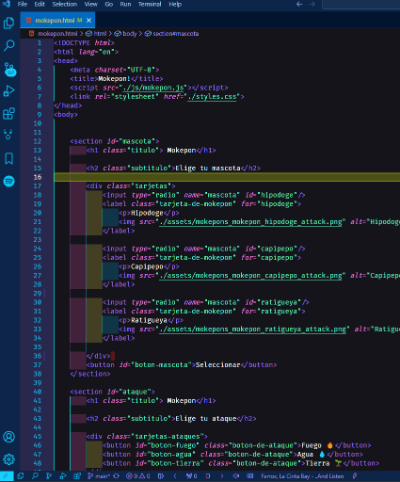 File Edit Selection View Go Run Terminal Help
mokepon.html M
mokepon.html > html > body > section#mascota
1 <!DOCTYPE html>
2 <html lang="en">
3 <head>
4 <meta charset="UTF-8">
5 <title>Mokepon!</title>
6 <script src="./js/mokepon.js"></script>
7 <link rel="stylesheet" href="./styles.css">
8 </head>
9 <body>
10
11
12 <section id="mascota">
13 <h1 class="titulo"> Mokepon</h1>
14
15 <h2 class="subtitulo">Elige tu mascota</h2>
16
17 <div class="tarjetas">
18 <input type="radio" name="mascota" id="hipodoge"/>
19 <label class="tarjeta-de-mokepon" for="hipodoge">
20 <p>Hipodoge</p>
21 <img src="./assets/mokepons_mokepon_hipodoge_attack.png" alt="Hipodoge
22 </label>
23
24 <input type="radio" name="mascota" id="capipepo"/>
25 <label class="tarjeta-de-mokepon" for="capipepo">
26 <p>Capipepo</p>
27 <img src="./assets/mokepons_mokepon_capipepo_attack.png" alt="Capipepo
28 </label>
29
30 <input type="radio" name="mascota" id="ratigueya"/>
31 <label class="tarjeta-de-mokepon" for="ratigueya">
32 <p>Ratigueya</p>
33 <img src="./assets/mokepons_mokepon_ratigueya_attack.png" alt="Ratigue
34 </label>
35
36 </div>
37 <button id="boton-mascota">Seleccionar</button>
38 </section>
39
40 <section id="ataque">
41 <h1 class="titulo"> Mokepon</h1>
42
43 <h2 class="subtitulo">Elige tu ataque</h2>
44
45 <div class="tarjetas-ataques">
46 <button id="boton-fuego" class="boton-de-ataque">Fuego 🔥</button>
47 <button id="boton-agua" class="boton-de-ataque">Agua 💧</button>
48 <button id="boton-tierra" class="boton-de-ataque">Tierra 🌱</button>
main*